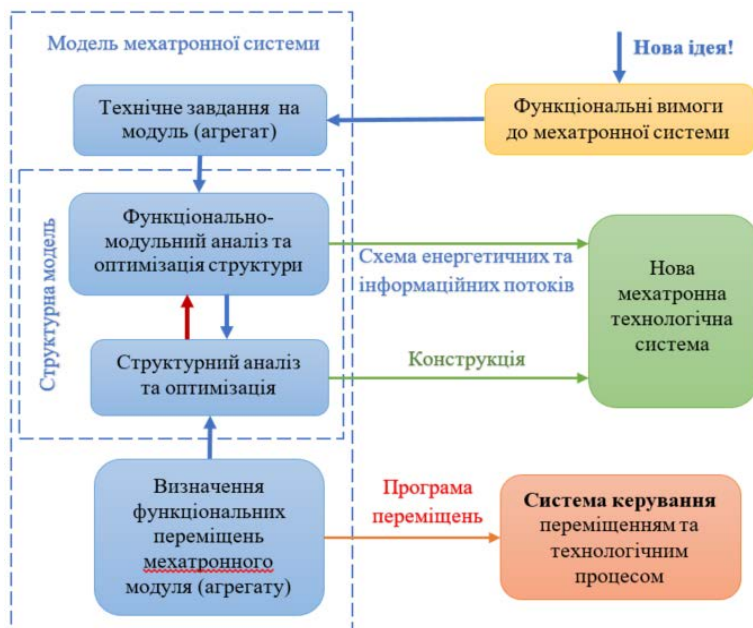 Модель мехатронної системи
Нова ідея!
Технічне завдання на
модуль (агрегат)
Функціональні вимоги
до мехатронної системи
Структурна модель
Функціонально-
модульний аналіз та
оптимізація структури
Схема енергетичних та
інформаційних потоків
Нова
мехатронна
технологічна
система
Структурний аналіз
та оптимізація
Конструкція
Визначення
функціональних
переміщень
мехатронного
модуля (агрегату)
Програма
переміщень
Система керування
переміщенням та
технологічним
процесом